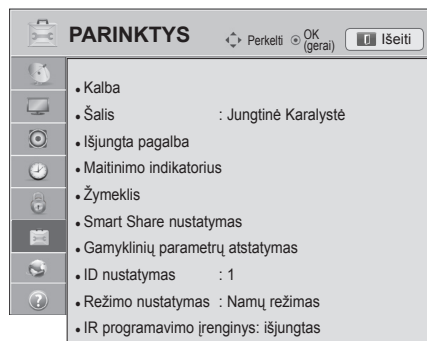 PARINKTYS
Perkelti
OK
(gerai)
Išeiti
• Kalba
• Šalis : Jungtinė Karalystė
• Išjungta pagalba
• Maitinimo indikatorius
• Žymeklis
• Smart Share nustatymas
• Gamyklinių parametrų atstatymas
• ID nustatymas : 1
• Režimo nustatymas : Namų režimas
• IR programavimo įrenginys: išjungtas